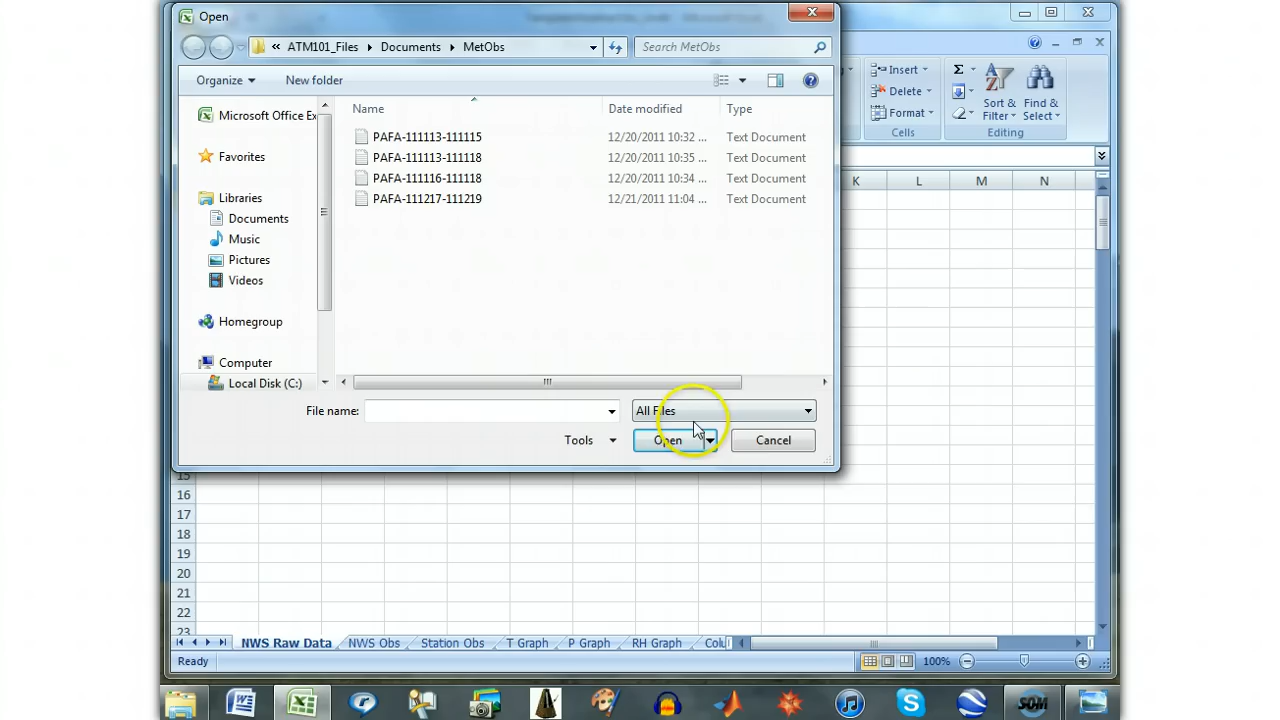 Open
« ATM101_Files Documents MetObs
Search MetObs
Organize
New folder
Name
Date modified
Type
Microsoft Office Ex
Favorites
Libraries
Documents
Music
Pictures
Videos
Homegroup
Computer
Local Disk (C:)
PAFA-111113-111115 12/20/2011 10:32 ... Text Document
PAFA-111113-111118 12/20/2011 10:35 ... Text Document
PAFA-111116-111118 12/20/2011 10:34 ... Text Document
PAFA-111217-111219 12/21/2011 11:04 ... Text Document
File name:
All Files
Tools
Open
Cancel
Insert
Delete
Format
Cells
Σ
Sort & Filter
Find & Select
Editing
K L M N
15
16
17
18
19
20
21
22
23
NWS Raw Data NWS Obs Station Obs T Graph P Graph RH Graph Colu
Ready
100%
SOM